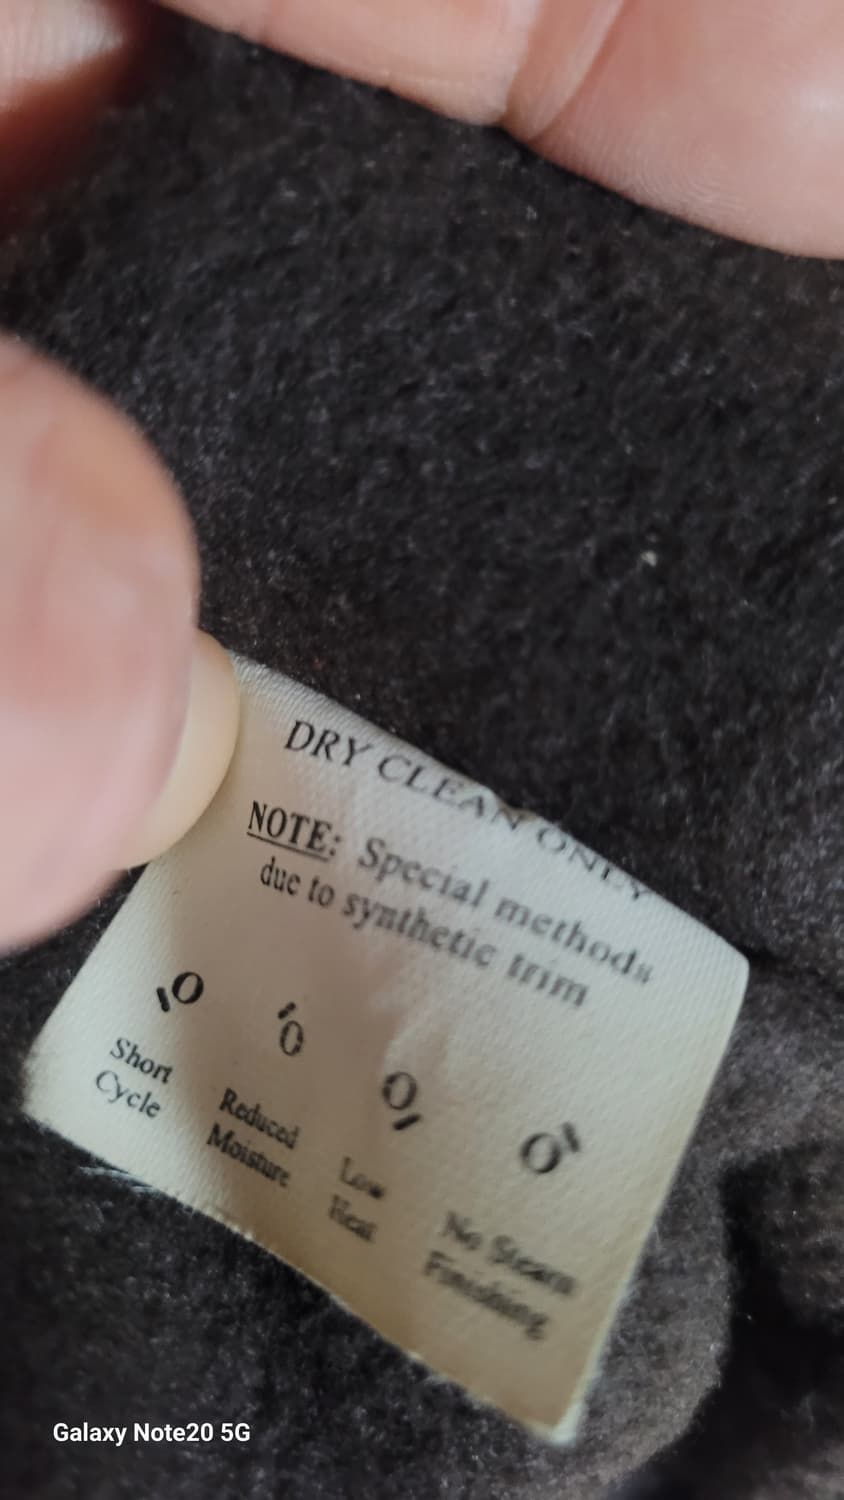 DRY CLEAN ONLY
NOTE: Special methods
due to synthetic trim
Short
Cycle
Reduced
Moisture
Low
Heat
No Steam
Finishing
Galaxy Note20 5G